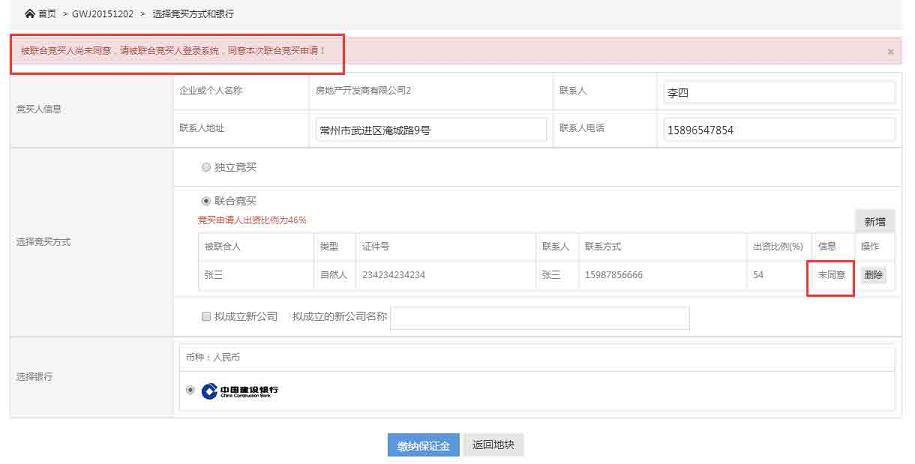 首页 > GWJ20151202 > 选择竞买方式和银行
被联合竞买人尚未同意，请被联合竞买人登录系统，同意本次联合竞买申请！ ×
竞买人信息
企业或个人名称 房地产开发商有限公司2 联系人 李四
联系人地址 常州市武进区淹城路9号 联系人电话 15896547854
选择竞买方式
独立竞买
联合竞买
竞买申请人出资比例为46%
新增
被联合人 类型 证件号 联系人 联系方式 出资比例(%) 信息 操作
张三 自然人 234234234234 张三 15987856666 54 未同意 删除
拟成立新公司 拟成立的新公司名称
选择银行
币种：人民币
中国建设银行
China Construction Bank
缴纳保证金 返回地块